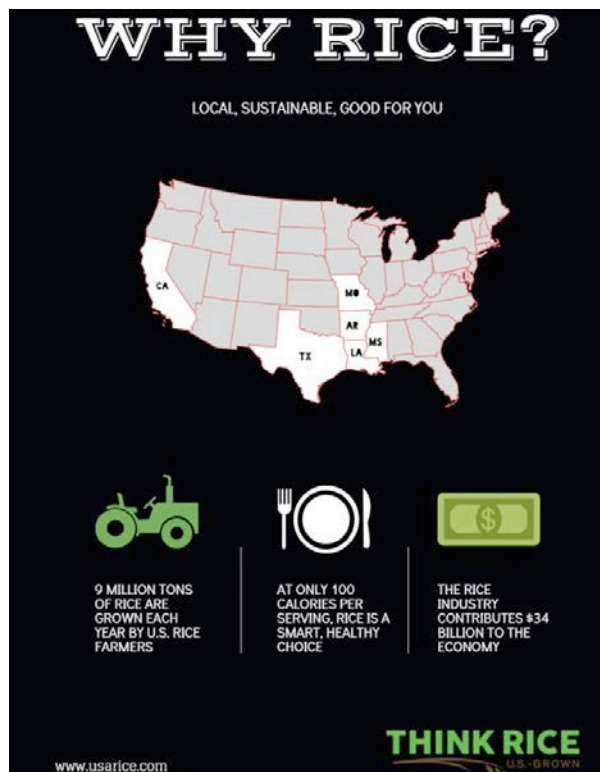 WHY RICE?
LOCAL, SUSTAINABLE, GOOD FOR YOU
CA
MO
AR
MS
TX
LA
9 MILLION TONS
OF RICE ARE
GROWN EACH
YEAR BY U.S. RICE
FARMERS
AT ONLY 100
CALORIES PER
SERVING, RICE IS A
SMART, HEALTHY
CHOICE
$
THE RICE
INDUSTRY
CONTRIBUTES $34
BILLION TO THE
ECONOMY
THINK RICE
U.S.-GROWN
www.usarice.com